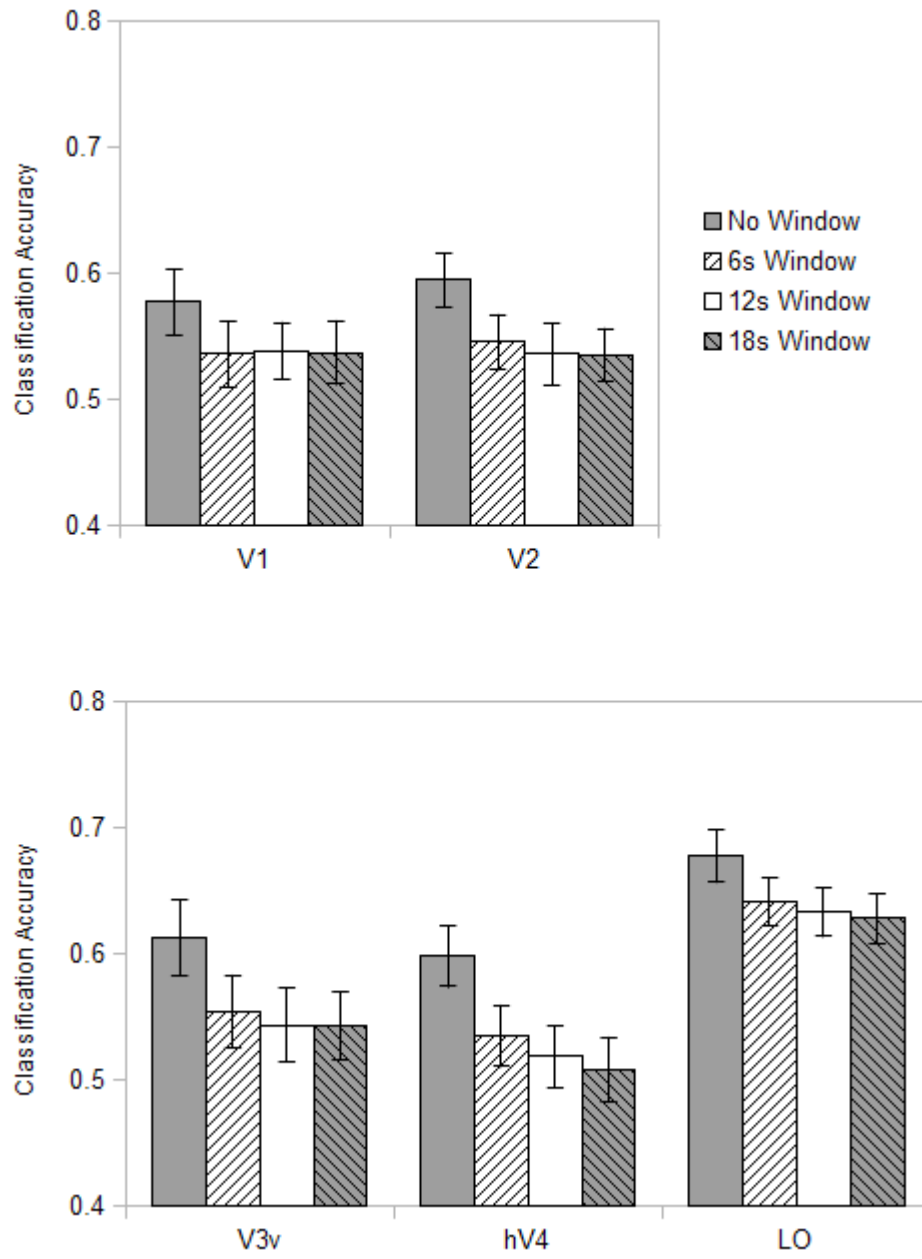 0.8
0.7
0.6
0.5
0.4
Classification Accuracy
V1 V2
No Window
6s Window
12s Window
18s Window
0.8
0.7
0.6
0.5
0.4
Classification Accuracy
V3v hV4 LO